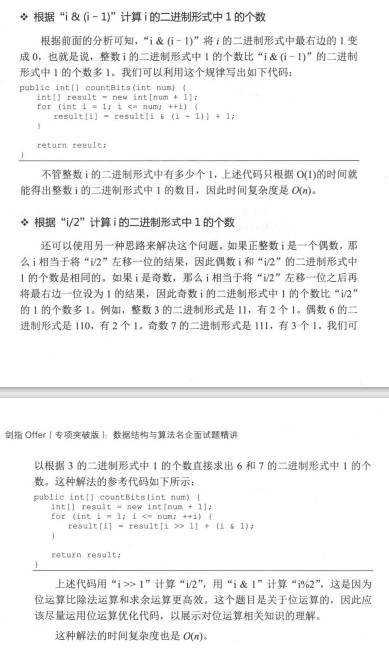 ❖ 根据“i & (i - 1)”计算 i 的二进制形式中 1 的个数
根据前面的分析可知，“i & (i - 1)”将 i 的二进制形式中最右边的 1 变
成 0，也就是说，整数 i 的二进制形式中 1 的个数比“i & (i - 1)”的二进制
形式中 1 的个数多 1。我们可以利用这个规律写出如下代码：
public int[] countBits(int num) {
int[] result = new int[num + 1];
for (int i = 1; i <= num; ++i) {
result[i] = result[i & (i - 1)] + 1;
}
return result;
}
不管整数 i 的二进制形式中有多少个 1，上述代码只根据 O(1)的时间就
能得出整数 i 的二进制形式中 1 的数目，因此时间复杂度是 O(n)。
❖ 根据“i/2”计算 i 的二进制形式中 1 的个数
还可以使用另一种思路来解决这个问题。如果正整数 i 是一个偶数，那
么 i 相当于将“i/2”左移一位的结果，因此偶数 i 和“i/2”的二进制形式中
1 的个数是相同的。如果 i 是奇数，那么 i 相当于将“i/2”左移一位之后再
将最右边一位设为 1 的结果，因此奇数 i 的二进制形式中 1 的个数比“i/2”
的 1 的个数多 1。例如，整数 3 的二进制形式是 11，有 2 个 1。偶数 6 的二
进制形式是 110，有 2 个 1。奇数 7 的二进制形式是 111，有 3 个 1。我们可
剑指 Offer（专项突破版）：数据结构与算法名企面试题精讲
以根据 3 的二进制形式中 1 的个数直接求出 6 和 7 的二进制形式中 1 的个
数。这种解法的参考代码如下所示：
public int[] countBits(int num) {
int[] result = new int[num + 1];
for (int i = 1; i <= num; ++i) {
result[i] = result[i >> 1] + (i & 1);
}
return result;
}
上述代码用“i >> 1”计算“i/2”，用“i & 1”计算“i%2”，这是因为
位运算比除法运算和求余运算更高效。这个题目是关于位运算的，因此应
该尽量运用位运算优化代码，以展示对位运算相关知识的理解。
这种解法的时间复杂度也是 O(n)。